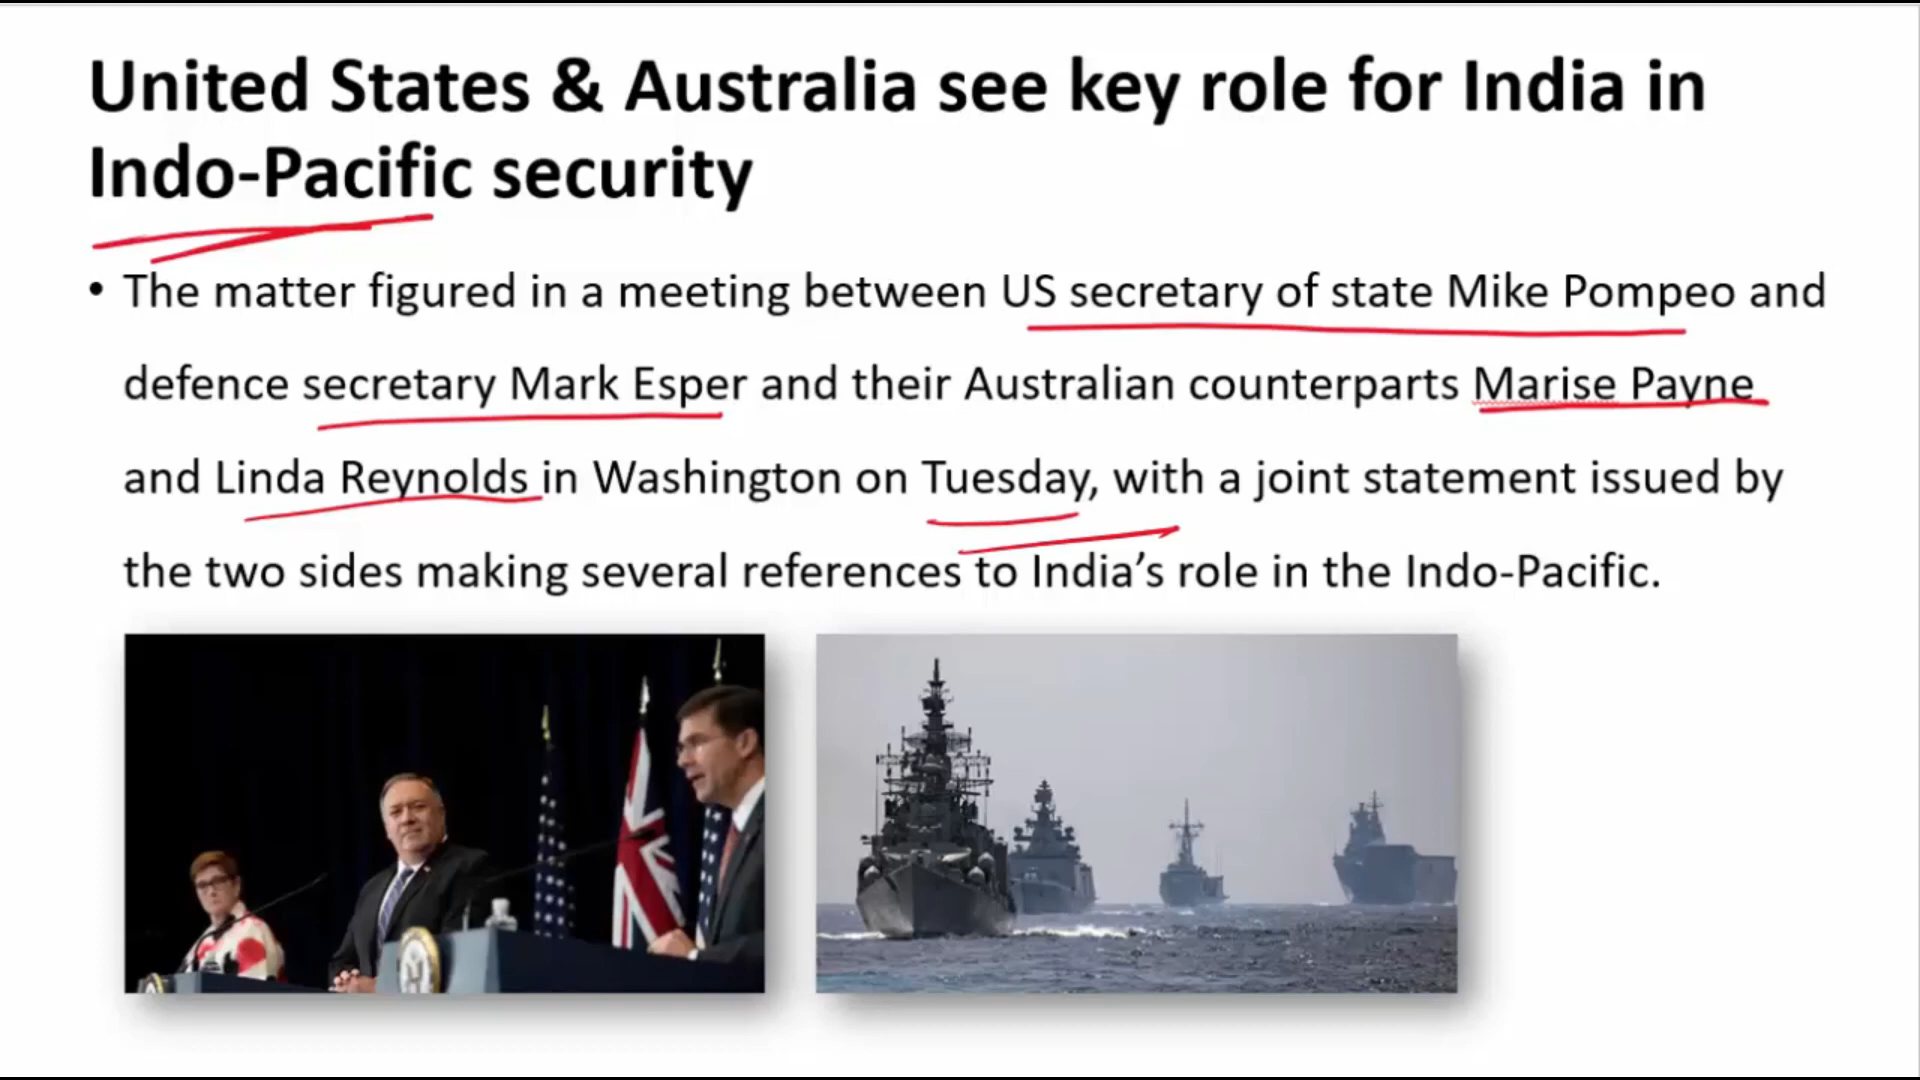 United States & Australia see key role for India in
Indo-Pacific security
• The matter figured in a meeting between US secretary of state Mike Pompeo and
defence secretary Mark Esper and their Australian counterparts Marise Payne
and Linda Reynolds in Washington on Tuesday, with a joint statement issued by
the two sides making several references to India’s role in the Indo-Pacific.